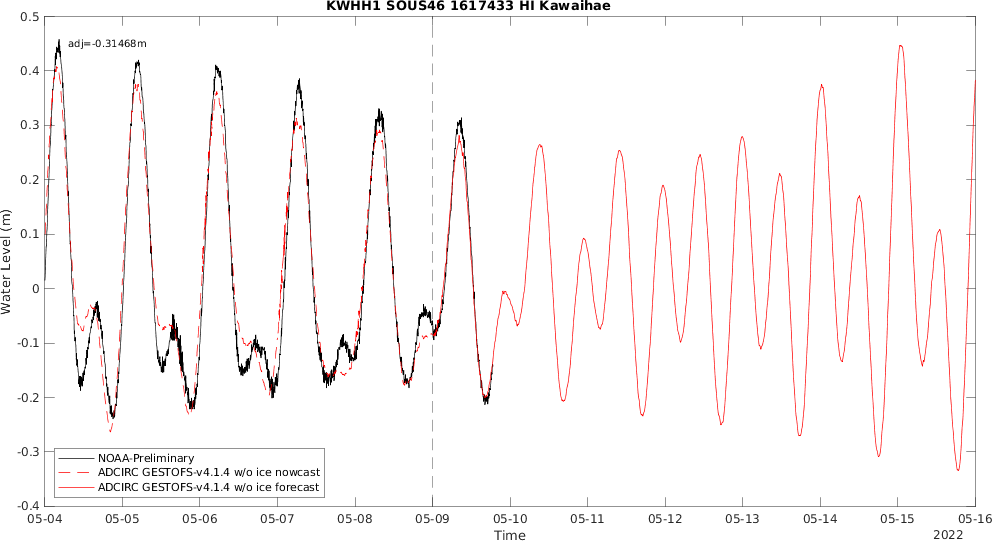 KWHH1 SOUS46 1617433 HI Kawaihae
adj=-0.31468m
Water Level (m)
0.5
0.4
0.3
0.2
0.1
0
-0.1
-0.2
-0.3
-0.4
NOAA-Preliminary
ADCIRC GESTOFS-v4.1.4 w/o ice nowcast
ADCIRC GESTOFS-v4.1.4 w/o ice forecast
05-04 05-05 05-06 05-07 05-08 05-09 05-10 05-11 05-12 05-13 05-14 05-15 05-16
Time
2022